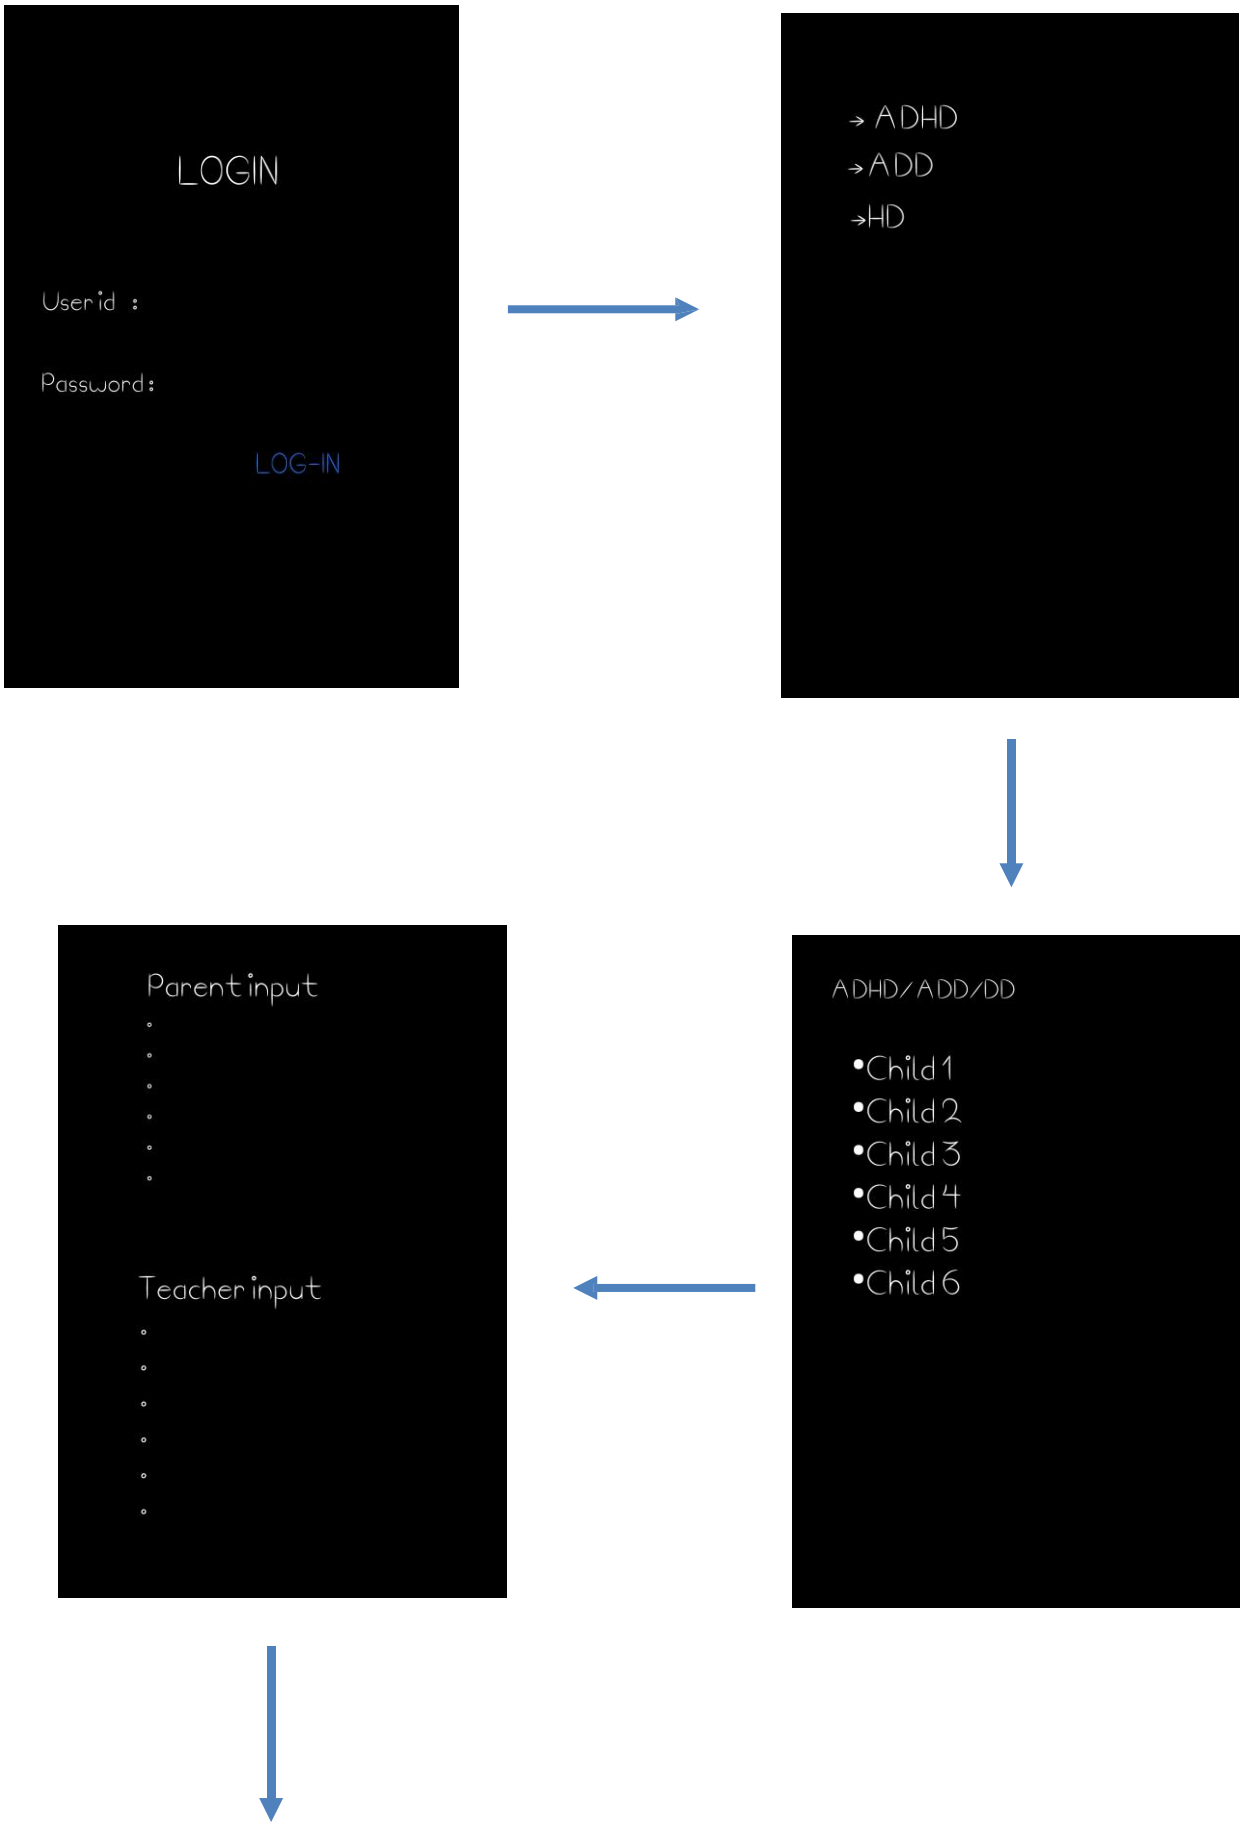 LOGIN
User id :
Password:
LOG-IN
→ ADHD
→ ADD
→HD
ADHD/ADD/DD
•Child 1
•Child 2
•Child 3
•Child 4
•Child 5
•Child 6
Parent input
Teacher input